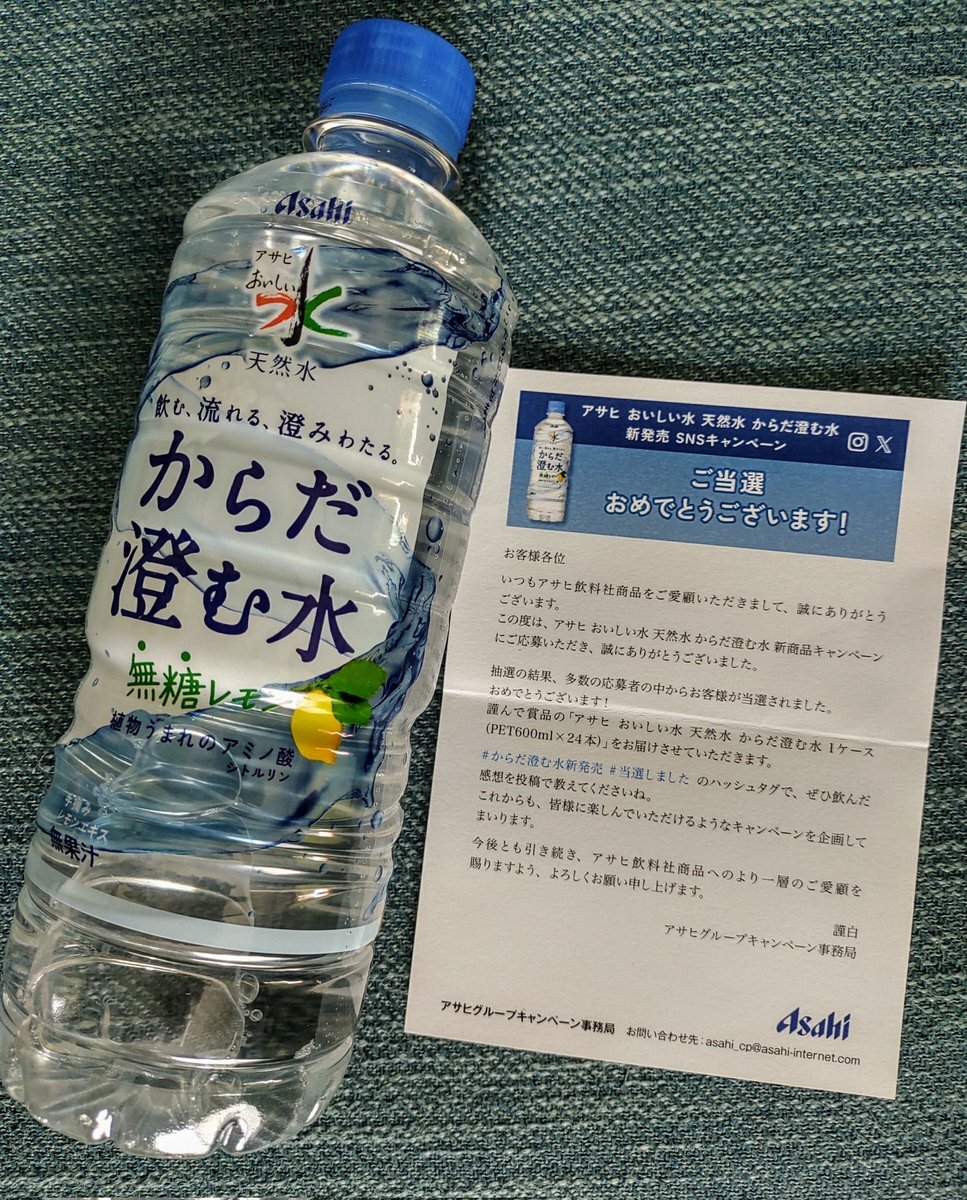 Asahi
アサヒ
おいしい
水
天然水
飲む、流れる、澄みわたる。
からだ
澄む水
無糖レモン
植物うまれのアミノ酸
シトルリン
レモンエキス
無果汁
アサヒ おいしい水 天然水 からだ澄む水
新発売 SNSキャンペーン
からだ
澄む水
ご当選
おめでとうございます!
お客様各位
いつもアサヒ飲料社商品をご愛顧いただきまして、誠にありがとう
ございます。
この度は、アサヒ おいしい水 天然水 からだ澄む水 新商品キャンペーン
にご応募いただき、誠にありがとうございました。
抽選の結果、多数の応募者の中からお客様が当選されました。
おめでとうございます!
謹んで賞品の「アサヒ おいしい水 天然水 からだ澄む水 1ケース
(PET600ml×24本)」をお届けさせていただきます。
#からだ澄む水新発売 #当選しました のハッシュタグで、ぜひ飲んだ
感想を投稿で教えてくださいね。
これからも、皆様に楽しんでいただけるようなキャンペーンを企画して
まいります。
今後とも引き続き、アサヒ飲料社商品へのより一層のご愛顧を
賜りますよう、よろしくお願い申し上げます。
謹白
アサヒグループキャンペーン事務局
Asahi
アサヒグループキャンペーン事務局 お問い合わせ先:asahi_cp@asahi-internet.com